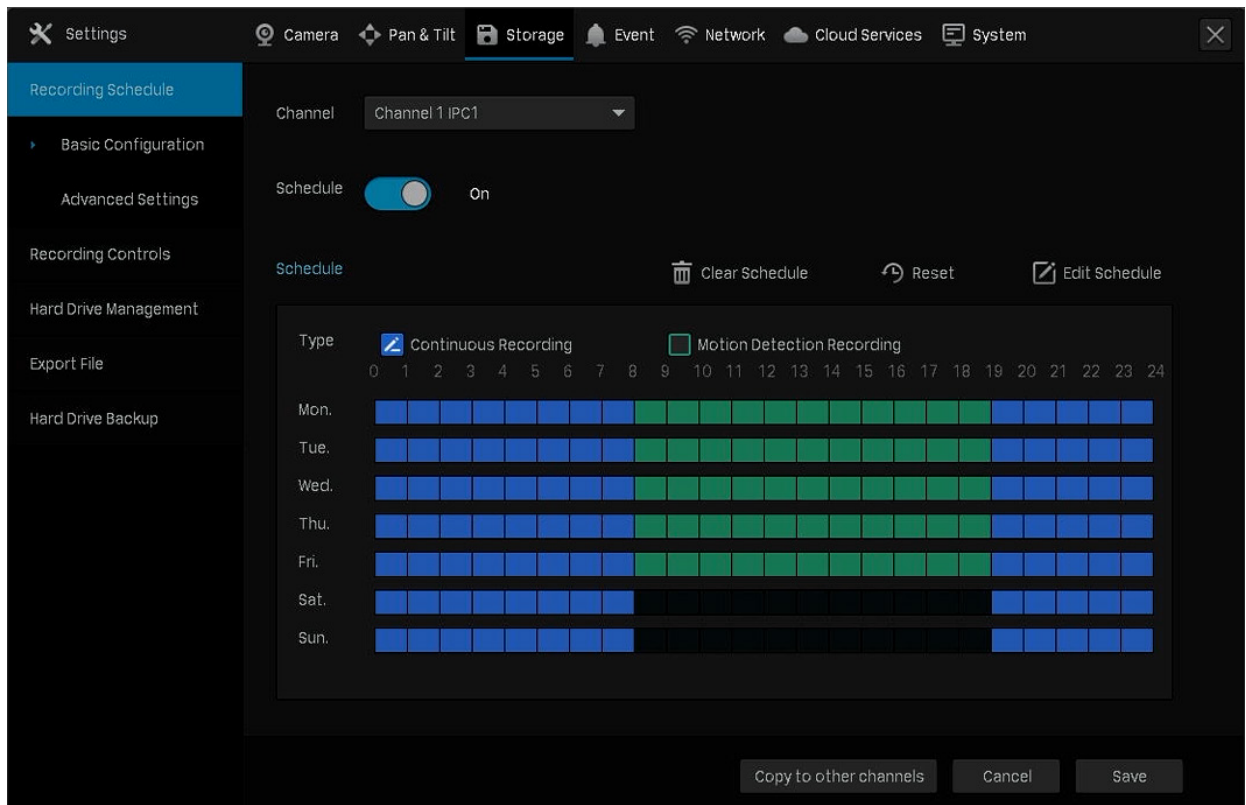 Settings Camera Pan & Tilt Storage Event Network Cloud Services System
Recording Schedule
Basic Configuration
Advanced Settings
Recording Controls
Hard Drive Management
Export File
Hard Drive Backup
Channel Channel 1 IPC1
Schedule On
Schedule Clear Schedule Reset Edit Schedule
Type Continuous Recording Motion Detection Recording
0 1 2 3 4 5 6 7 8 9 10 11 12 13 14 15 16 17 18 19 20 21 22 23 24
Mon.
Tue.
Wed.
Thu.
Fri.
Sat.
Sun.
Copy to other channels Cancel Save